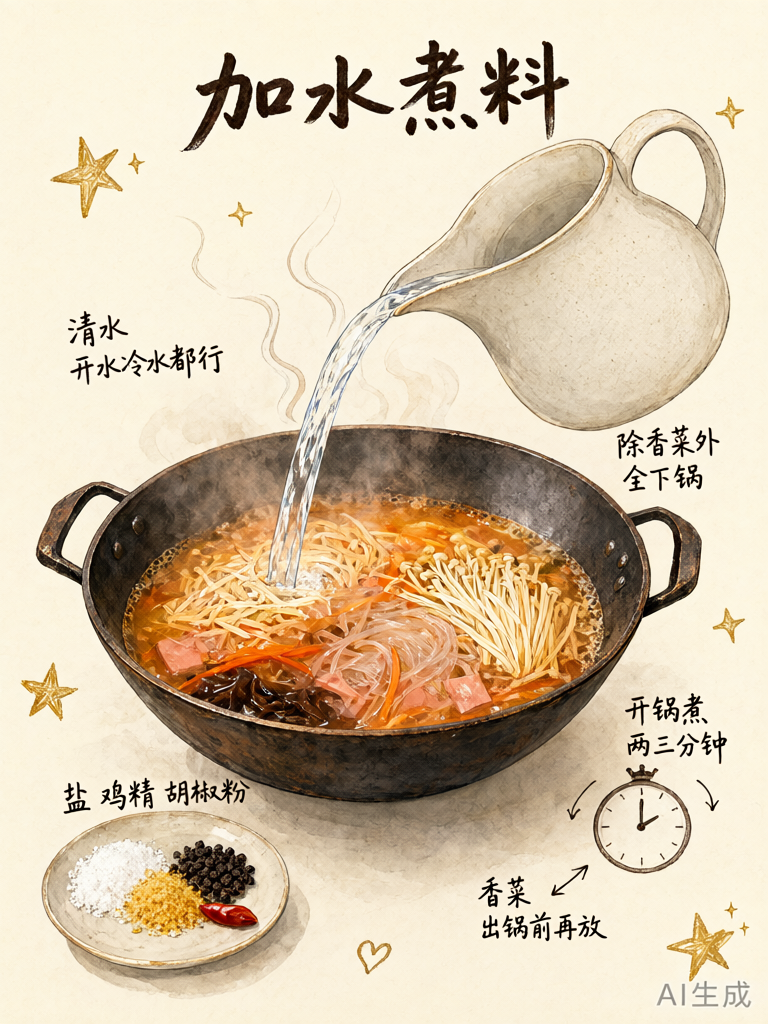 加水煮料
清水
开水冷水都行
除香菜外
全下锅
开锅煮
两三分钟
盐 鸡精 胡椒粉
香菜
出锅前再放
AI生成